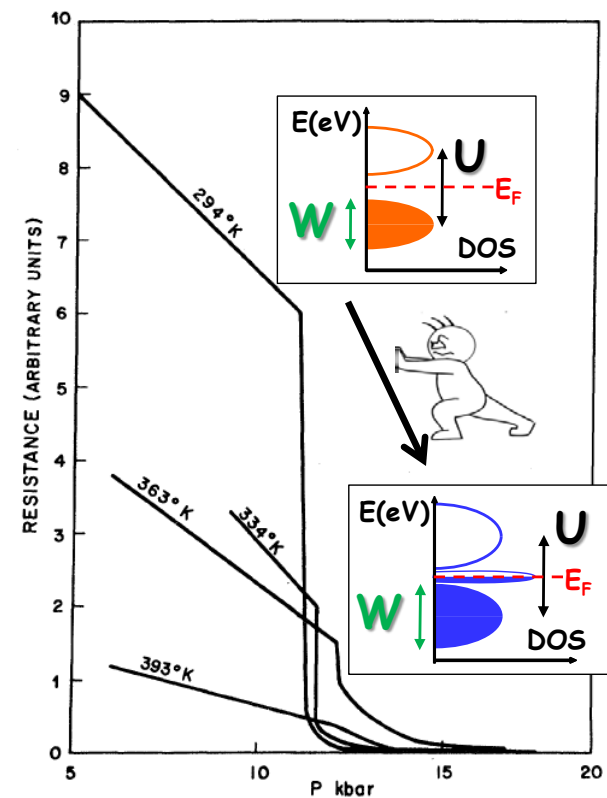 RESISTANCE (ARBITRARY UNITS)
10
9
8
7
6
5
4
3
2
1
0
294°K
363°K
334°K
393°K
E(eV)
U
E_F
W
DOS
E(eV)
U
E_F
W
DOS
5
10
15
20
P kbar